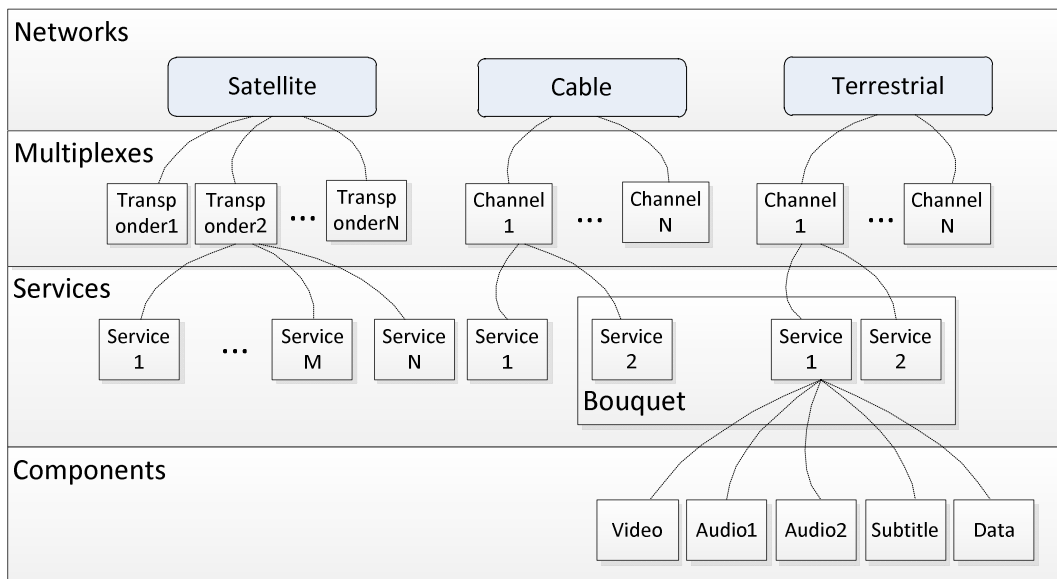 Networks
Satellite
Cable
Terrestrial
Multiplexes
Transp
onder1
Transp
onder2
...
Transp
onderN
Channel
1
...
Channel
N
Channel
1
...
Channel
N
Services
Service
1
...
Service
M
Service
N
Service
1
Service
2
Service
1
Service
2
Bouquet
Components
Video
Audio1
Audio2
Subtitle
Data